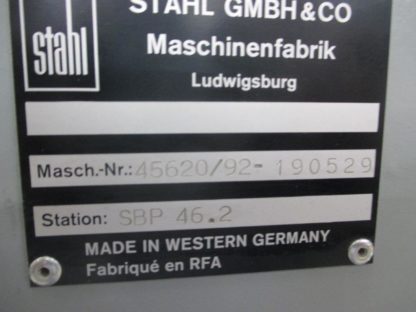 STAHL GMBH & CO
stahl
Maschinenfabrik
Ludwigsburg
Masch.-Nr.: 45620/92-190529
Station: SBP 46.2
MADE IN WESTERN GERMANY
Fabriqué en RFA